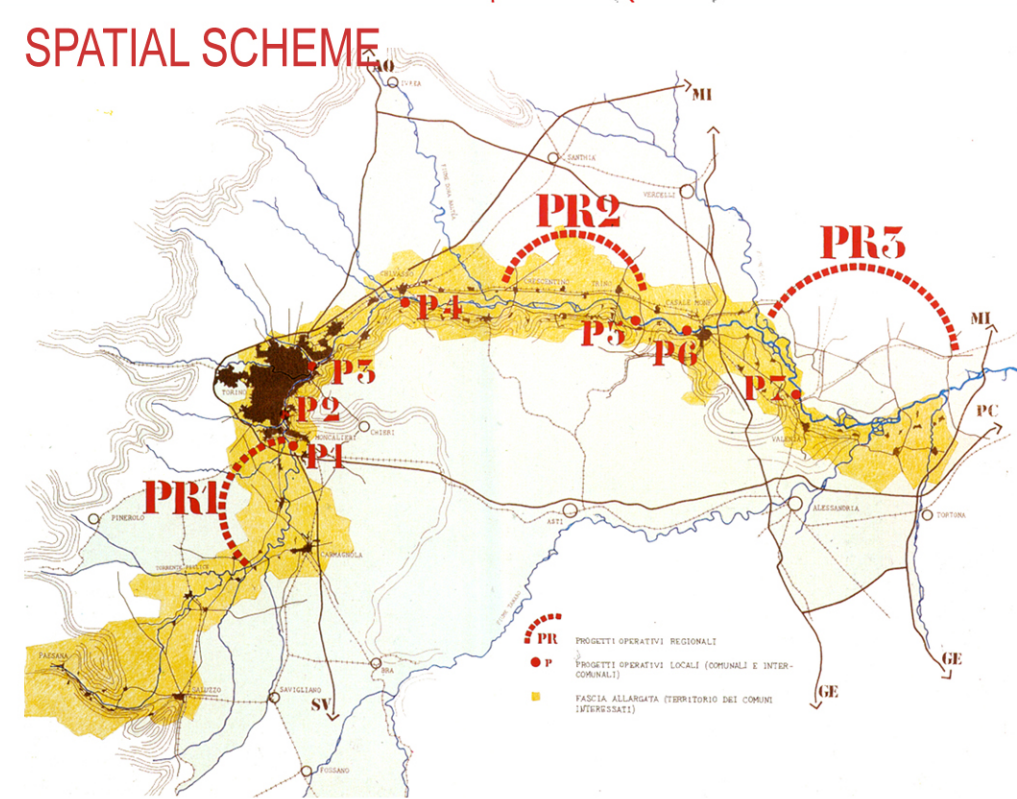 SPATIAL SCHEME
AO
IVREA
MI
SANTHIA
VERCELLI
PR2
PR3
CHIVASSO
CRESCENTINO
TRINO
CASALE MONF
P4
P5
P6
MI
P3
TORINO
P7
P2
PC
CHIERI
MONCALIERI
VALENZA
P1
PR1
PINEROLO
ASTI
ALESSANDRIA
TORTONA
CARMAGNOLA
PR PROGETTI OPERATIVI REGIONALI
P PROGETTI OPERATIVI LOCALI (COMUNALI E INTER-
COMUNALI)
BRA
GE
SALUZZO
SAVIGLIANO
GE
FASCIA ALLARGATA (TERRITORIO DEI COMUNI
INTERESSATI)
SV
FOSSANO